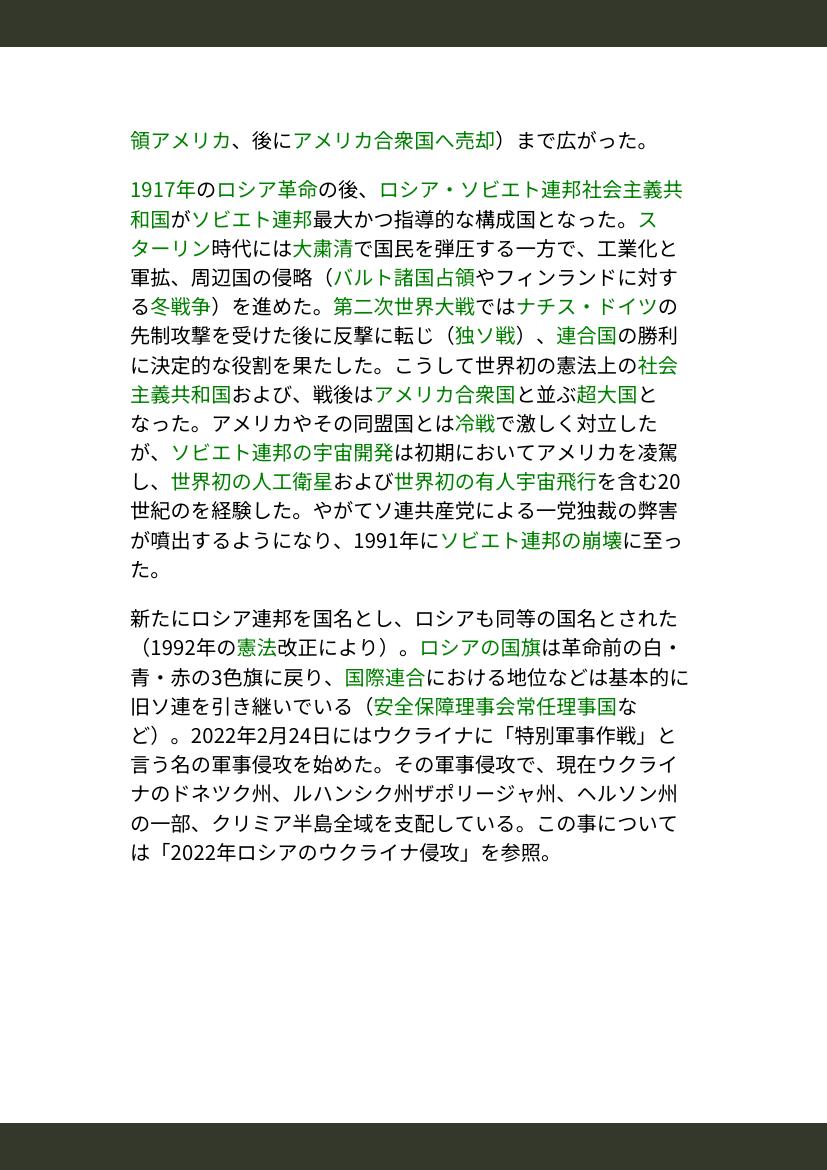 領アメリカ、後にアメリカ合衆国へ売却）まで広がった。
1917年のロシア革命の後、ロシア・ソビエト連邦社会主義共
和国がソビエト連邦最大かつ指導的な構成国となった。ス
ターリン時代には大粛清で国民を弾圧する一方で、工業化と
軍拡、周辺国の侵略（バルト諸国占領やフィンランドに対す
る冬戦争）を進めた。第二次世界大戦ではナチス・ドイツの
先制攻撃を受けた後に反撃に転じ（独ソ戦）、連合国の勝利
に決定的な役割を果たした。こうして世界初の憲法上の社会
主義共和国および、戦後はアメリカ合衆国と並ぶ超大国と
なった。アメリカやその同盟国とは冷戦で激しく対立した
が、ソビエト連邦の宇宙開発は初期においてアメリカを凌駕
し、世界初の人工衛星および世界初の有人宇宙飛行を含む20
世紀のを経験した。やがてソ連共産党による一党独裁の弊害
が噴出するようになり、1991年にソビエト連邦の崩壊に至っ
た。
新たにロシア連邦を国名とし、ロシアも同等の国名とされた
（1992年の憲法改正により）。ロシアの国旗は革命前の白・
青・赤の3色旗に戻り、国際連合における地位などは基本的に
旧ソ連を引き継いでいる（安全保障理事会常任理事国な
ど）。2022年2月24日にはウクライナに「特別軍事作戦」と
言う名の軍事侵攻を始めた。その軍事侵攻で、現在ウクライ
ナのドネツク州、ルハンシク州ザポリージャ州、ヘルソン州
の一部、クリミア半島全域を支配している。この事について
は「2022年ロシアのウクライナ侵攻」を参照。